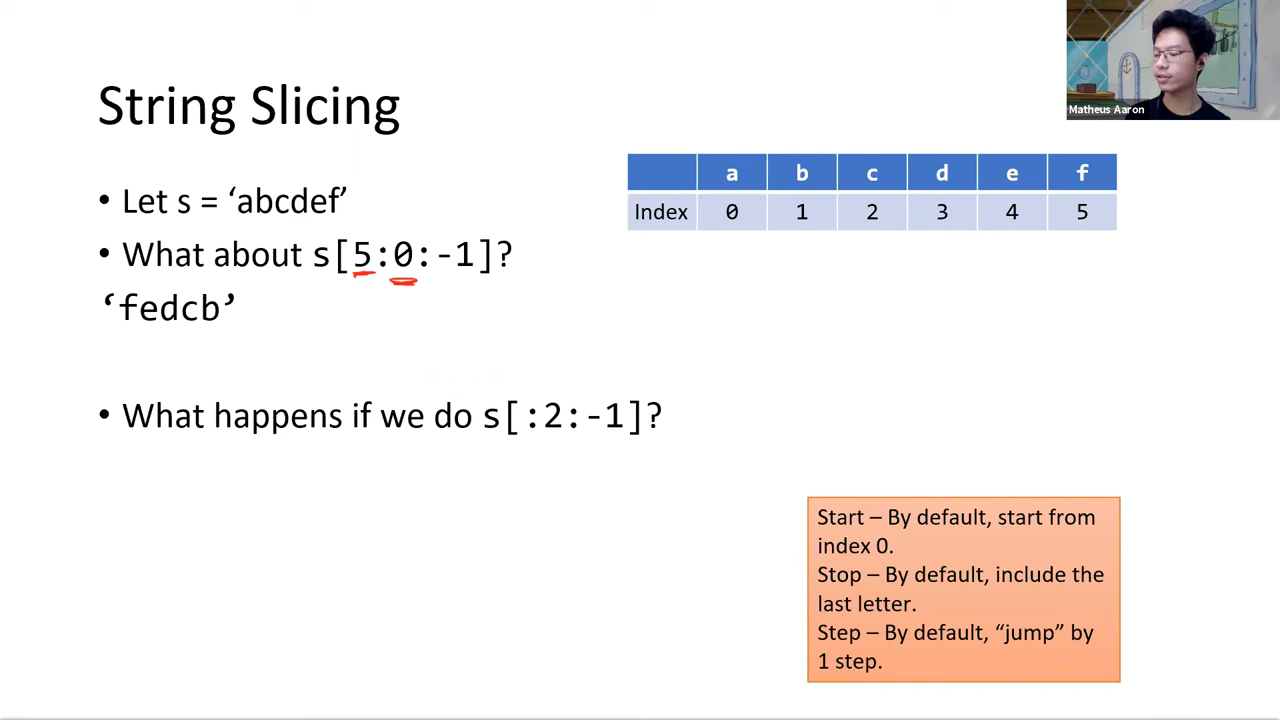 Matheus Aaron
String Slicing
• Let s = ‘abcdef’
• What about s[5:0:-1]?
‘fedcb’
a b c d e f
Index 0 1 2 3 4 5
• What happens if we do s[:2:-1]?
Start – By default, start from
index 0.
Stop – By default, include the
last letter.
Step – By default, “jump” by
1 step.